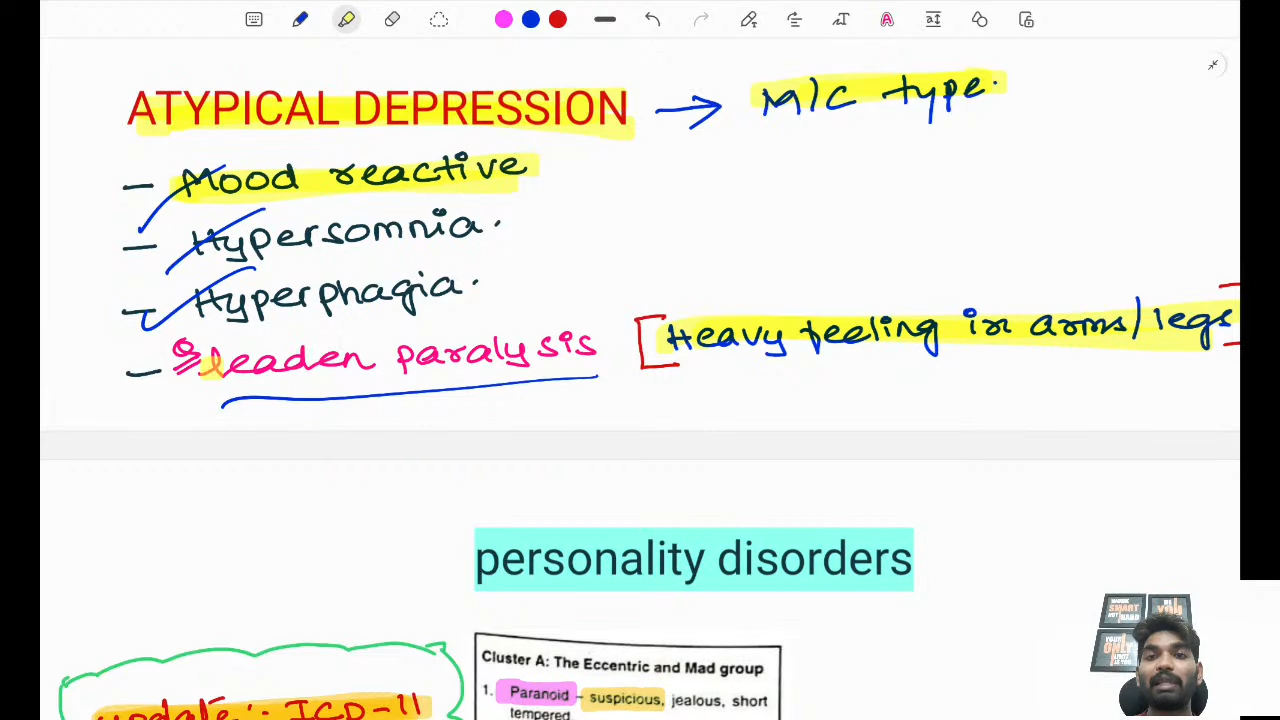 ATYPICAL DEPRESSION → M/C type.
- Mood reactive
- Hypersomnia.
- Hyperphagia.
- leaden paralysis [Heavy feeling in arms/legs]
personality disorders
update : ICD-11
Cluster A: The Eccentric and Mad group
1. Paranoid - suspicious, jealous, short
tempered